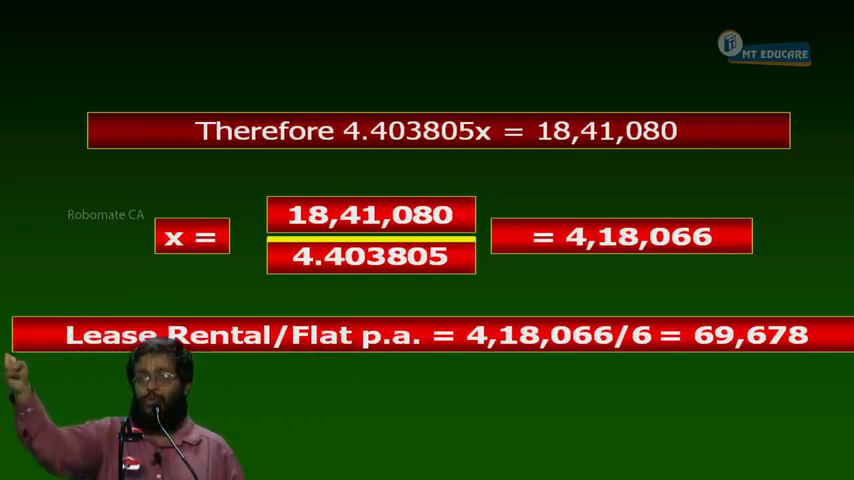 MT EDUCARE
Therefore 4.403805x = 18,41,080
Robomate CA
x =
18,41,080
4.403805
= 4,18,066
Lease Rental/Flat p.a. = 4,18,066/6 = 69,678